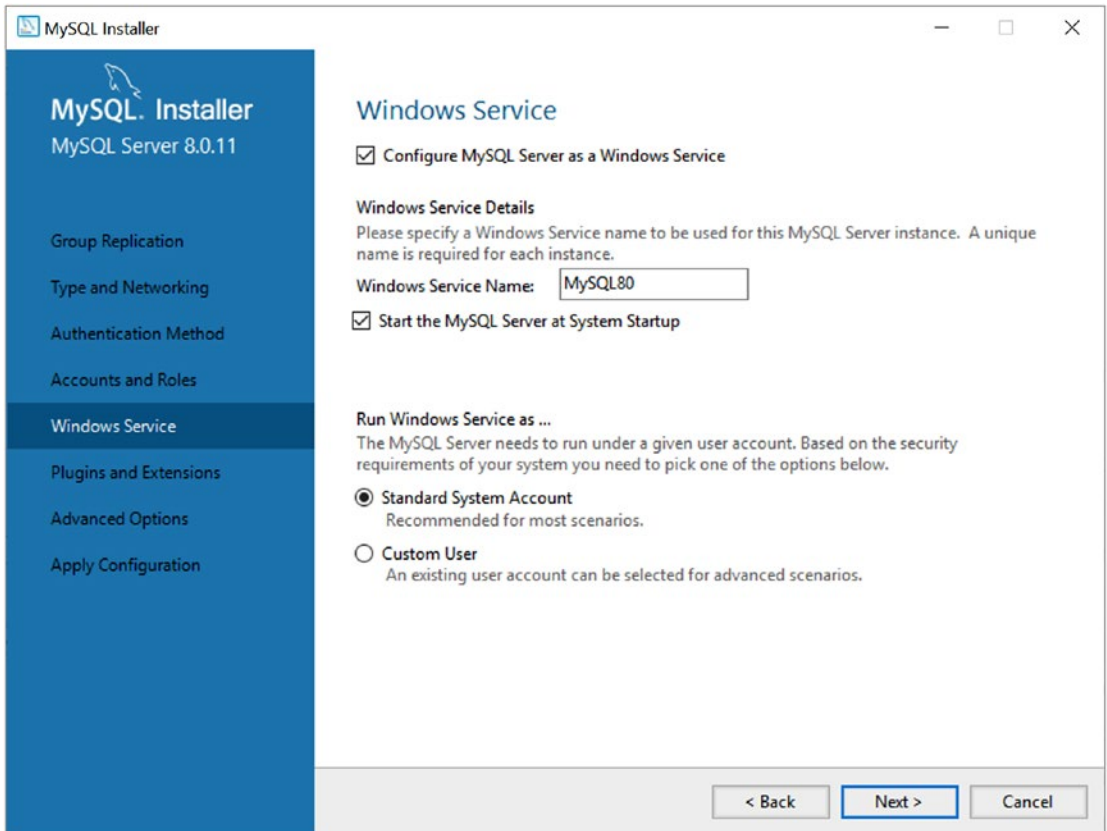 MySQL Installer
MySQL. Installer
MySQL Server 8.0.11
Group Replication
Type and Networking
Authentication Method
Accounts and Roles
Windows Service
Plugins and Extensions
Advanced Options
Apply Configuration
Windows Service
Configure MySQL Server as a Windows Service
Windows Service Details
Please specify a Windows Service name to be used for this MySQL Server instance. A unique
name is required for each instance.
Windows Service Name: MySQL80
Start the MySQL Server at System Startup
Run Windows Service as ...
The MySQL Server needs to run under a given user account. Based on the security
requirements of your system you need to pick one of the options below.
Standard System Account
Recommended for most scenarios.
Custom User
An existing user account can be selected for advanced scenarios.
< Back Next > Cancel